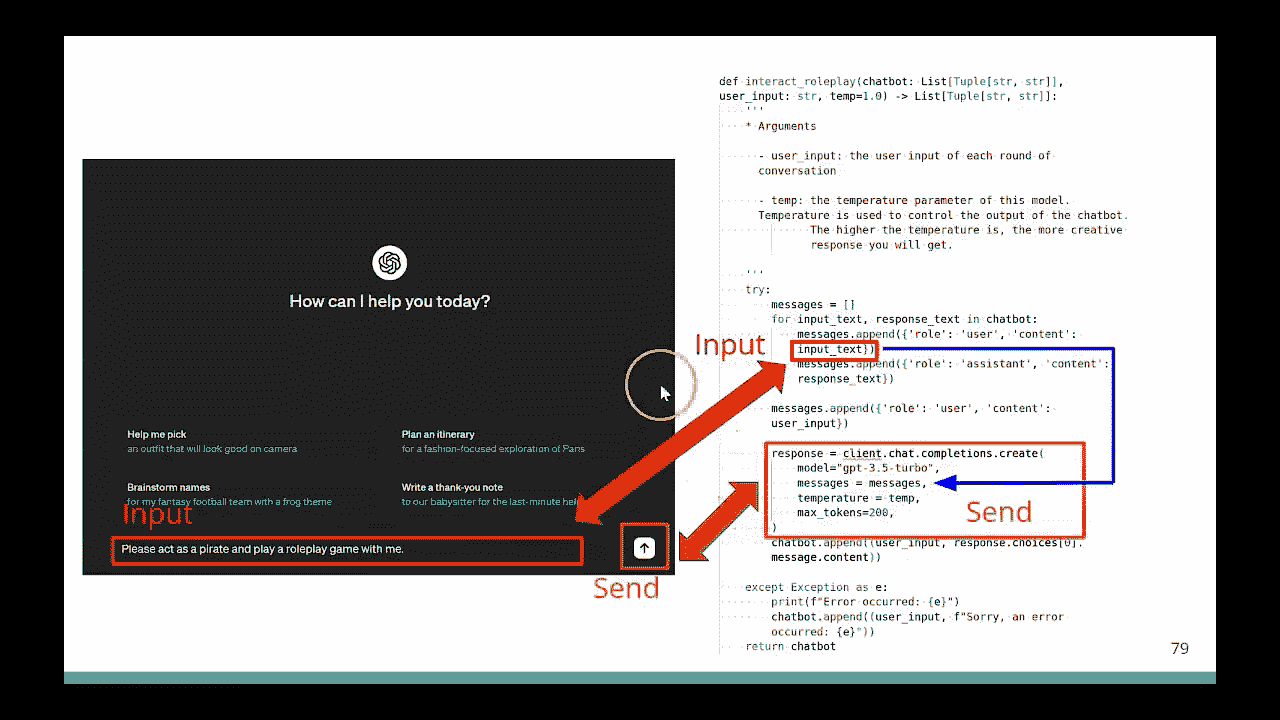 How can I help you today?
Help me pick
an outfit that will look good on camera
Plan an itinerary
for a fashion-focused exploration of Paris
Brainstorm names
for my fantasy football team with a frog theme
Write a thank-you note
to our babysitter for the last-minute
Input
Please act as a pirate and play a roleplay game with me.
Send
Input
def interact_roleplay(chatbot: List[Tuple[str, str]],
user_input: str, temp=1.0) -> List[Tuple[str, str]]:
'''
* Arguments
- user_input: the user input of each round of
conversation
- temp: the temperature parameter of this model.
Temperature is used to control the output of the chatbot.
The higher the temperature is, the more creative
response you will get.
'''
try:
messages = []
for input_text, response_text in chatbot:
messages.append({'role': 'user', 'content':
input_text})
messages.append({'role': 'assistant', 'content':
response_text})
messages.append({'role': 'user', 'content':
user_input})
response = client.chat.completions.create(
model="gpt-3.5-turbo",
messages = messages,
temperature = temp,
max_tokens=200,
)
Send
chatbot.append((user_input, response.choices[0].
message.content))
except Exception as e:
print(f"Error occurred: {e}")
chatbot.append((user_input, f"Sorry, an error
occurred: {e}"))
return chatbot
79